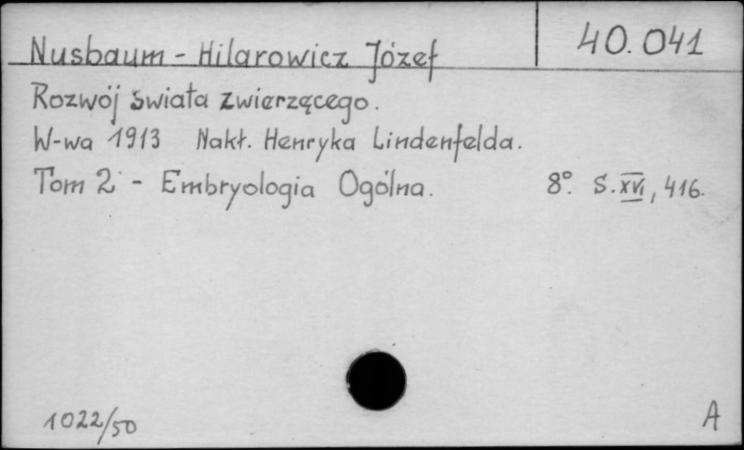 Nusbaum - Hilarowicz Józef 40.041
Rozwój świata zwierzęcego.
W-wa 1913 Nakł. Henryka Lindenfelda.
Tom 2 - Embryologia Ogólna. 8° S. XVI, 416.
1022/50 A